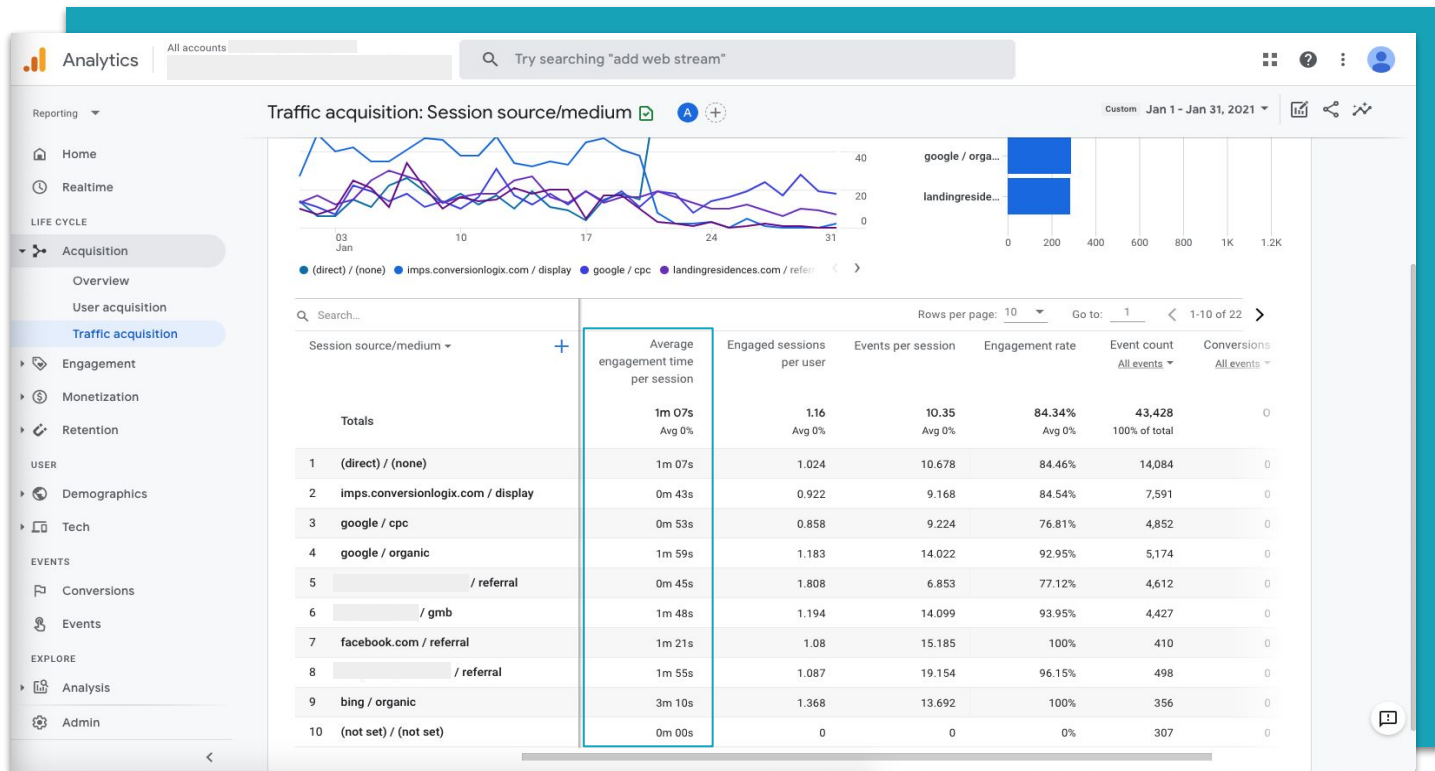 Analytics
All accounts
Try searching "add web stream"
Reporting
Traffic acquisition: Session source/medium
A
Custom Jan 1 - Jan 31, 2021
Home
Realtime
LIFE CYCLE
Acquisition
Overview
User acquisition
Traffic acquisition
Engagement
Monetization
Retention
USER
Demographics
Tech
EVENTS
Conversions
Events
EXPLORE
Analysis
Admin
40
20
0
03 10 17 24 31
Jan
(direct) / (none) imps.conversionlogix.com / display google / cpc landingresidences.com / refer
google / orga...
landingreside...
0 200 400 600 800 1K 1.2K
Search... Rows per page: 10 Go to: 1 1-10 of 22
Session source/medium
Average engagement time per session Engaged sessions per user Events per session Engagement rate Event count All events Conversions All events
Totals 1m 07s 1.16 10.35 84.34% 43,428 0
Avg 0% Avg 0% Avg 0% Avg 0% 100% of total
1 (direct) / (none) 1m 07s 1.024 10.678 84.46% 14,084 0
2 imps.conversionlogix.com / display 0m 43s 0.922 9.168 84.54% 7,591 0
3 google / cpc 0m 53s 0.858 9.224 76.81% 4,852 0
4 google / organic 1m 59s 1.183 14.022 92.95% 5,174 0
5 / referral 0m 45s 1.808 6.853 77.12% 4,612 0
6 / gmb 1m 48s 1.194 14.099 93.95% 4,427 0
7 facebook.com / referral 1m 21s 1.08 15.185 100% 410 0
8 / referral 1m 55s 1.087 19.154 96.15% 498 0
9 bing / organic 3m 10s 1.368 13.692 100% 356 0
10 (not set) / (not set) 0m 00s 0 0 0% 307 0